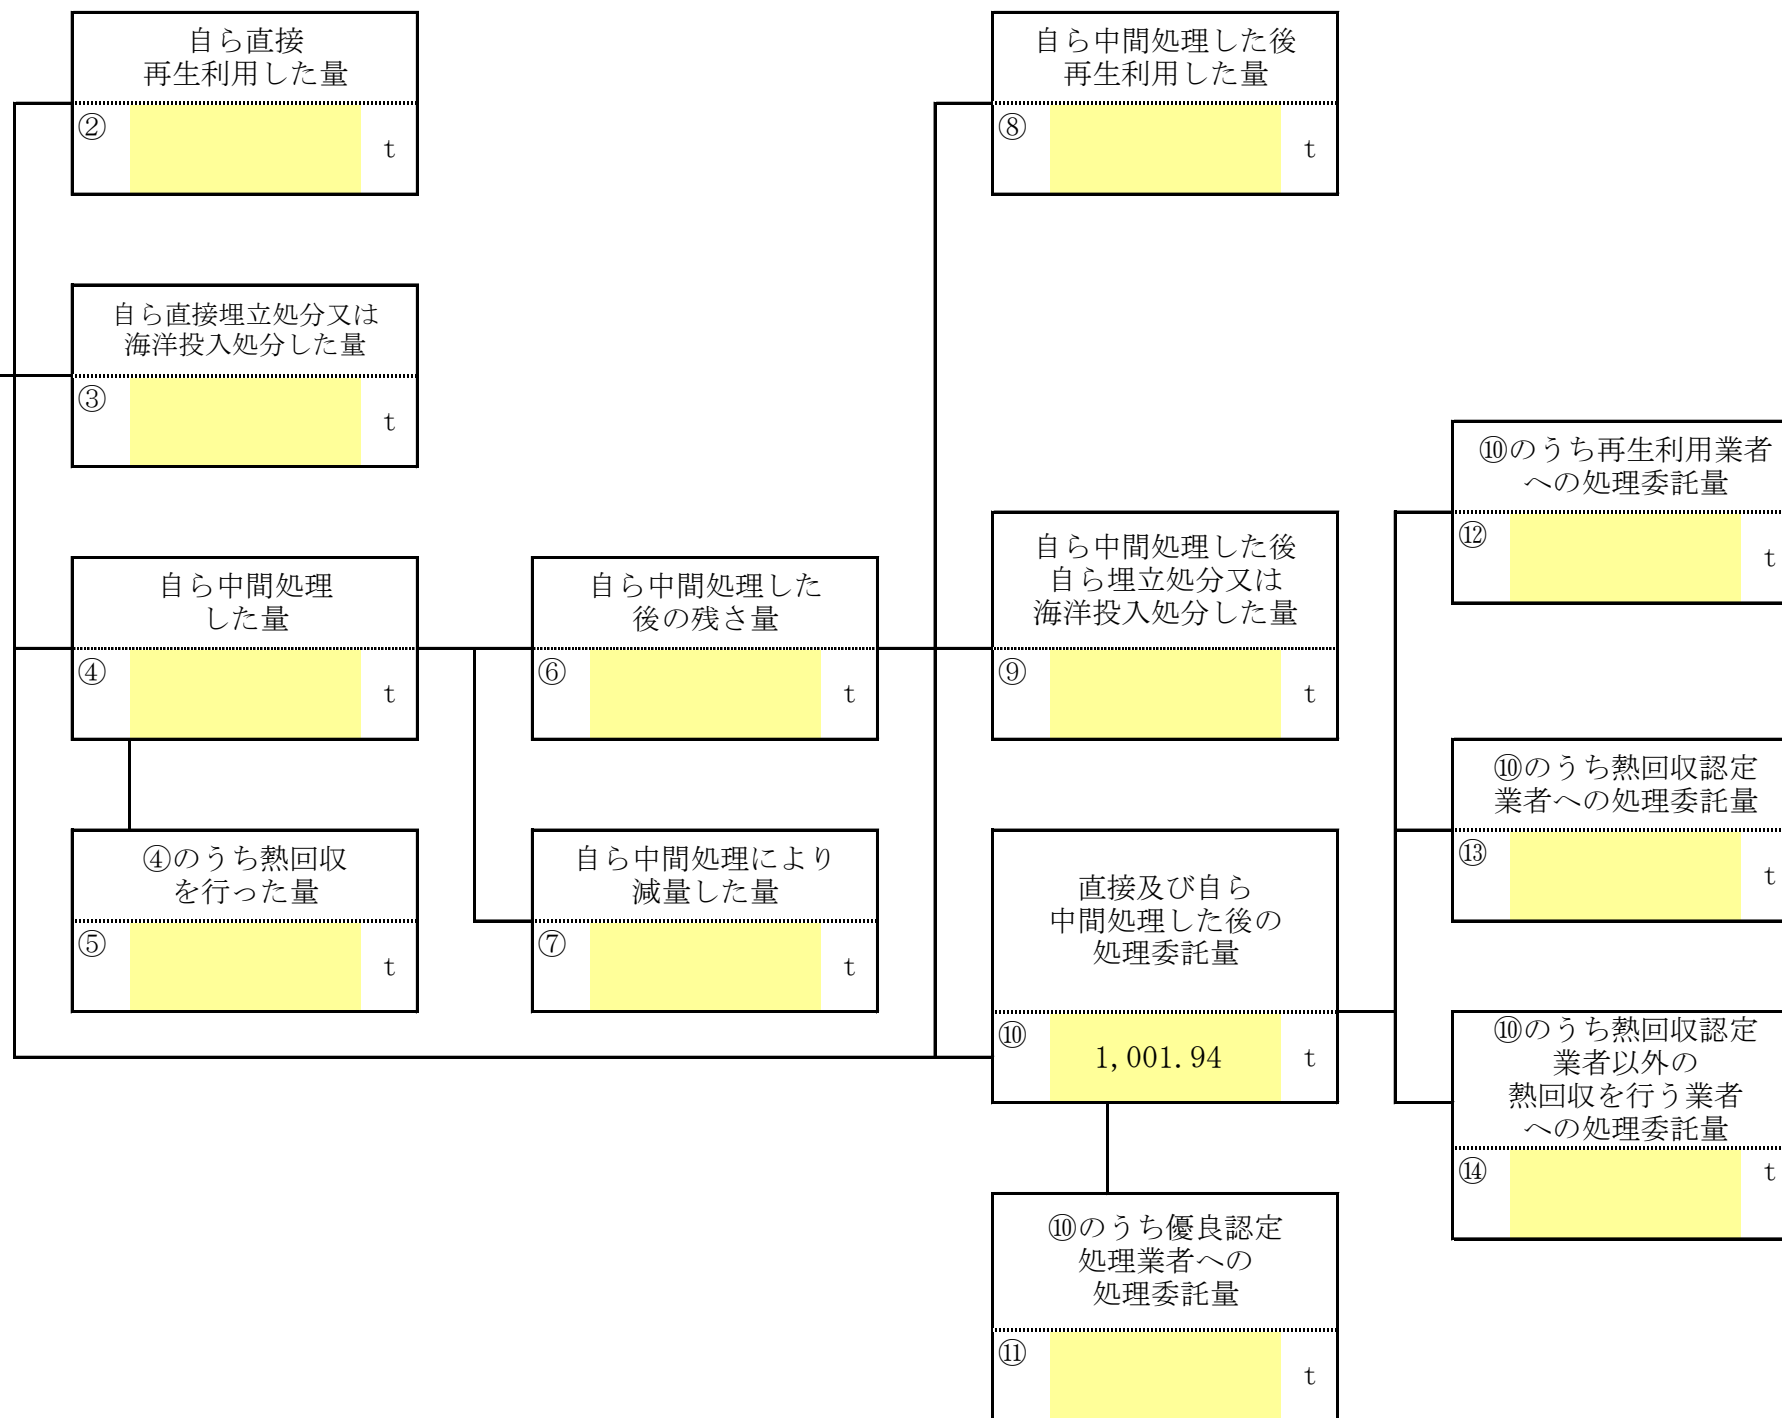 自ら直接
再生利用した量
②
t
自ら中間処理した後
再生利用した量
⑧
t
自ら直接埋立処分又は
海洋投入処分した量
③
t
⑩のうち再生利用業者
への処理委託量
⑫
t
自ら中間処理
した量
④
t
自ら中間処理した
後の残さ量
⑥
t
自ら中間処理した後
自ら埋立処分又は
海洋投入処分した量
⑨
t
⑩のうち熱回収認定
業者への処理委託量
⑬
t
④のうち熱回収
を行った量
⑤
t
自ら中間処理により
減量した量
⑦
t
直接及び自ら
中間処理した後の
処理委託量
⑩
1,001.94
t
⑩のうち熱回収認定
業者以外の
熱回収を行う業者
への処理委託量
⑭
t
⑩のうち優良認定
処理業者への
処理委託量
⑪
t